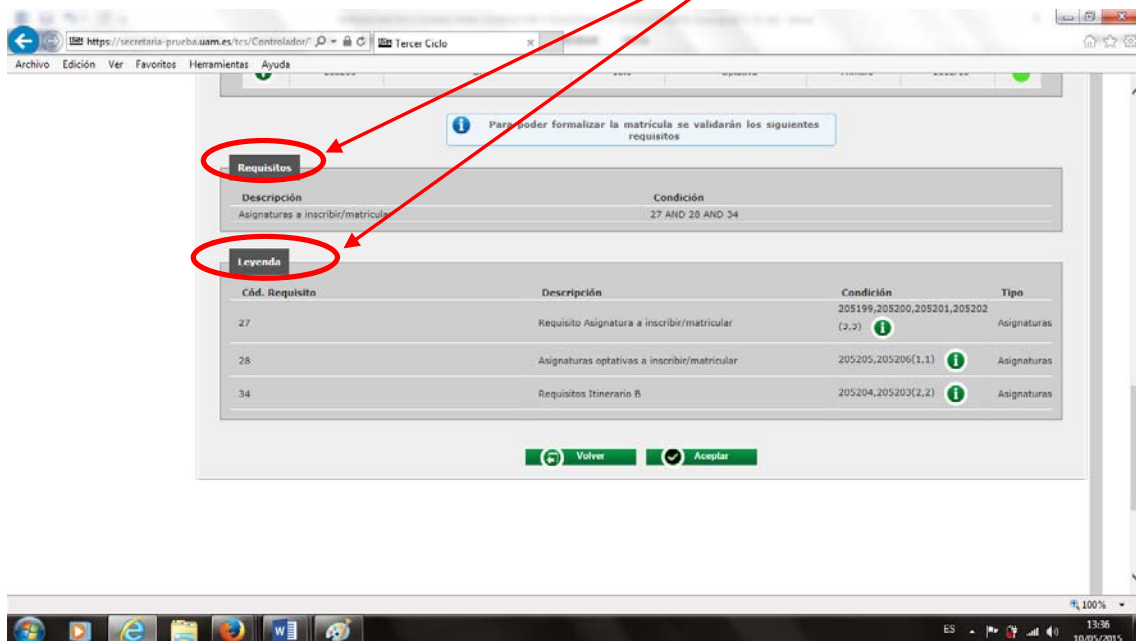 https://secretaria-prueba.uam.es/tcs/Controlador/
Tercer Ciclo
Archivo Edición Ver Favoritos Herramientas Ayuda
Para poder formalizar la matrícula se validarán los siguientes
requisitos
Requisitos
Descripción Condición
Asignaturas a inscribir/matricular 27 AND 28 AND 34
Leyenda
Cód. Requisito Descripción Condición Tipo
27 Requisito Asignatura a inscribir/matricular 205199,205200,205201,205202 Asignaturas
28 Asignaturas optativas a inscribir/matricular 205205,205206(1,1) Asignaturas
34 Requisitos Itinerario B 205204,205203(2,2) Asignaturas
Volver Aceptar
100%
ES 13:36
10/05/2015